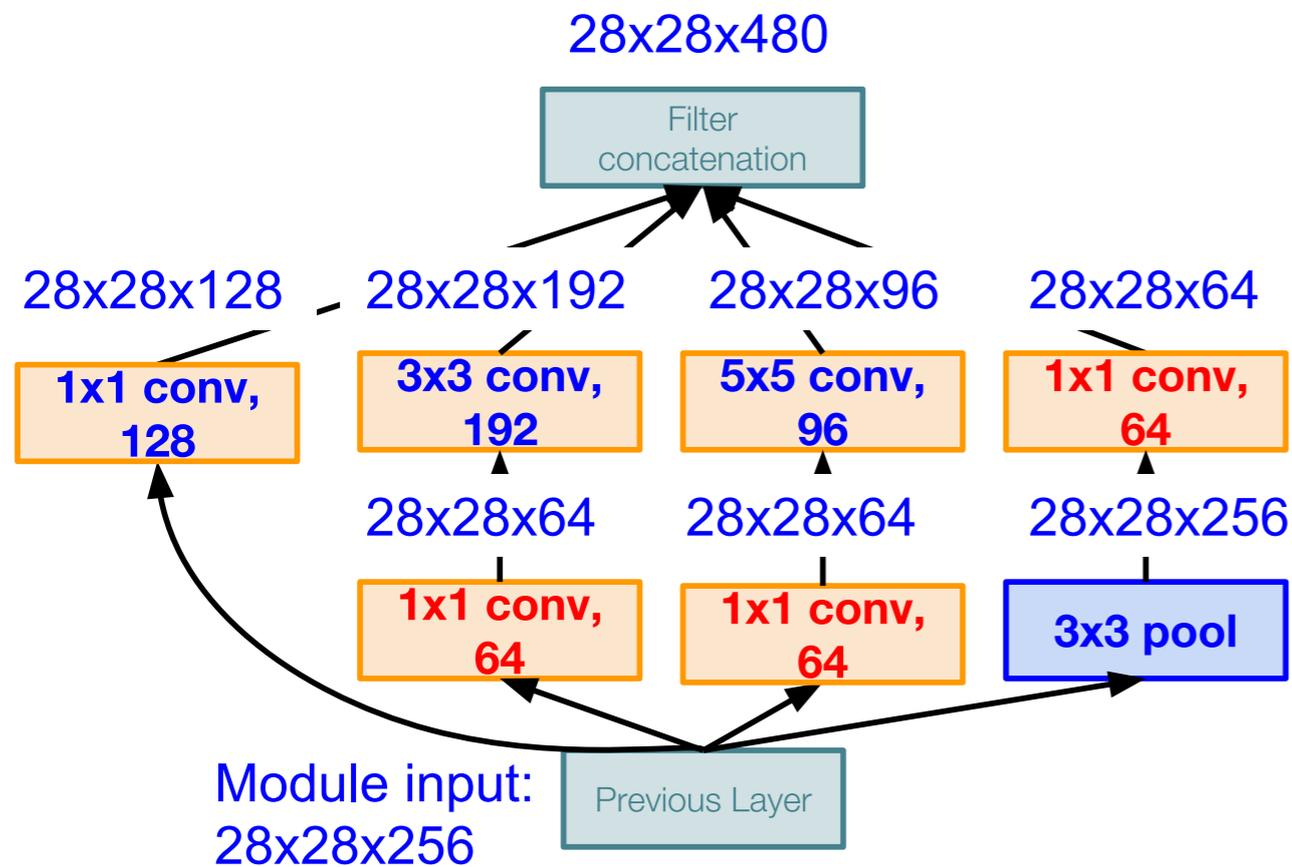 28x28x480
Filter
concatenation
28x28x128
28x28x192
28x28x96
28x28x64
1x1 conv,
128
3x3 conv,
192
5x5 conv,
96
1x1 conv,
64
28x28x64
28x28x64
28x28x256
1x1 conv,
64
1x1 conv,
64
3x3 pool
Module input:
28x28x256
Previous Layer